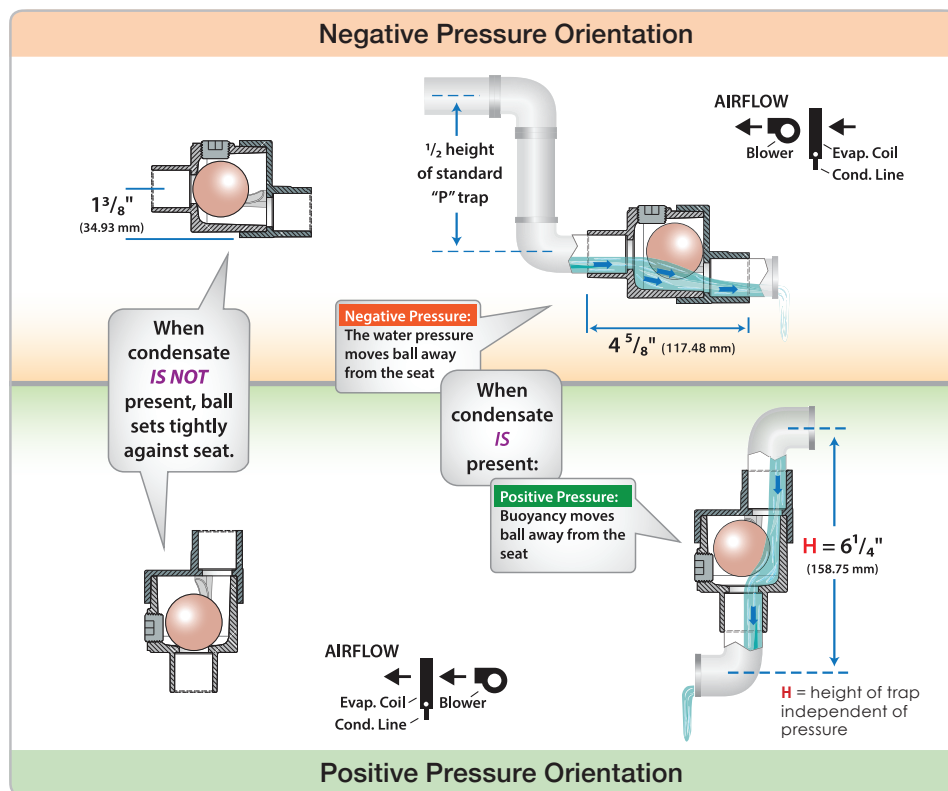 Negative Pressure Orientation
AIRFLOW
Blower
Evap. Coil
Cond. Line
1/2 height
of standard
“P” trap
1 3/8"
(34.93 mm)
When
condensate
IS NOT
present, ball
sets tightly
against seat.
Negative Pressure:
The water pressure
moves ball away
from the seat
4 5/8" (117.48 mm)
When
condensate
IS
present:
Positive Pressure:
Buoyancy moves
ball away from the
seat
H = 6 1/4"
(158.75 mm)
AIRFLOW
Evap. Coil
Blower
Cond. Line
H = height of trap
independent of
pressure
Positive Pressure Orientation